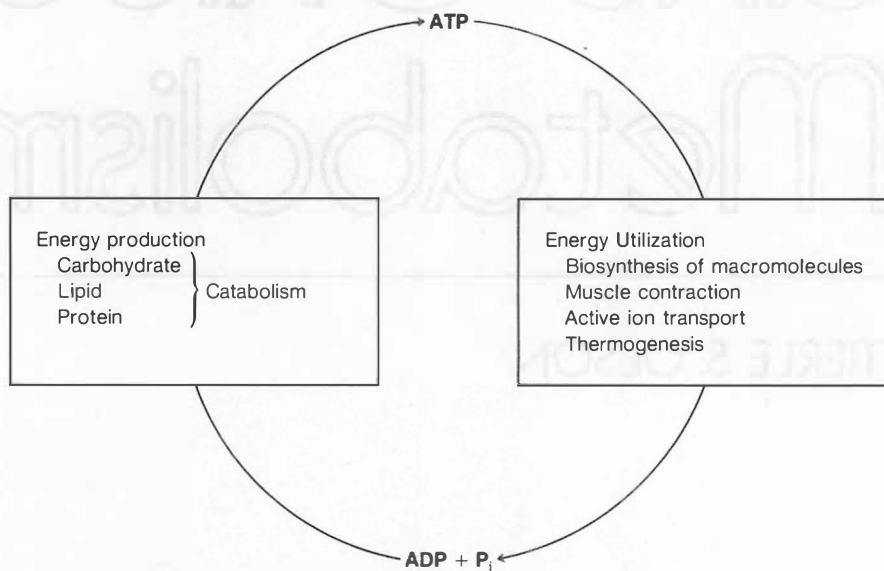 ATP
Energy production
Carbohydrate
Lipid
Protein
Catabolism
Energy Utilization
Biosynthesis of macromolecules
Muscle contraction
Active ion transport
Thermogenesis
ADP + Pi